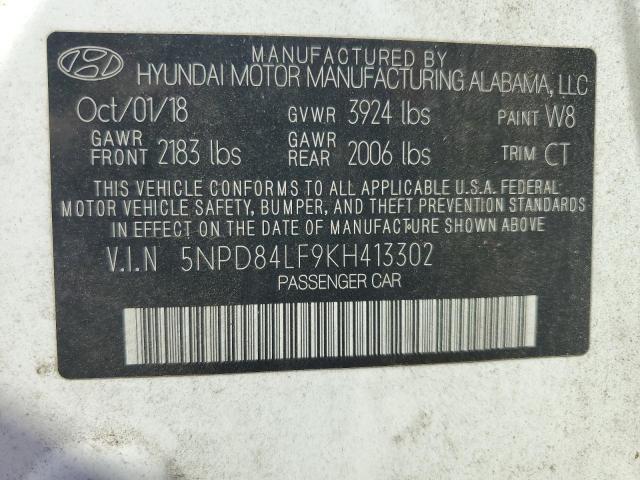 MANUFACTURED BY
HYUNDAI MOTOR MANUFACTURING ALABAMA, LLC
Oct/01/18 GVWR 3924 lbs PAINT W8
GAWR FRONT 2183 lbs GAWR REAR 2006 lbs TRIM CT
THIS VEHICLE CONFORMS TO ALL APPLICABLE U.S.A. FEDERAL
MOTOR VEHICLE SAFETY, BUMPER, AND THEFT PREVENTION STANDARDS
IN EFFECT ON THE DATE OF MANUFACTURE SHOWN ABOVE
V.I.N 5NPD84LF9KH413302
PASSENGER CAR